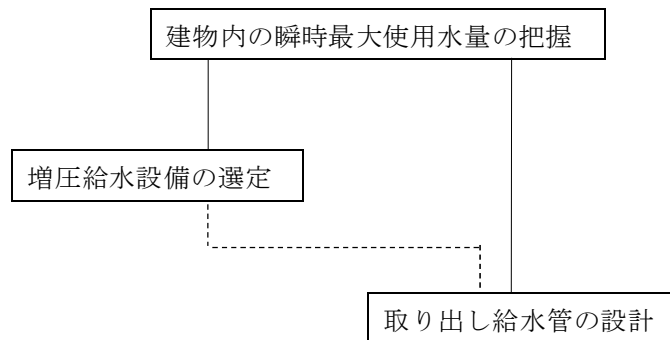 建物内の瞬時最大使用水量の把握
増圧給水設備の選定
取り出し給水管の設計